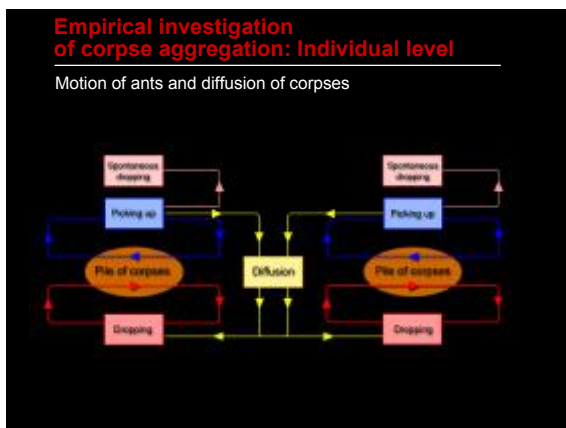 Empirical investigation
of corpse aggregation: Individual level
Motion of ants and diffusion of corpses
Spontaneous
dropping
Spontaneous
dropping
Picking up
Picking up
Pile of corpses
Diffusion
Pile of corpses
Dropping
Dropping